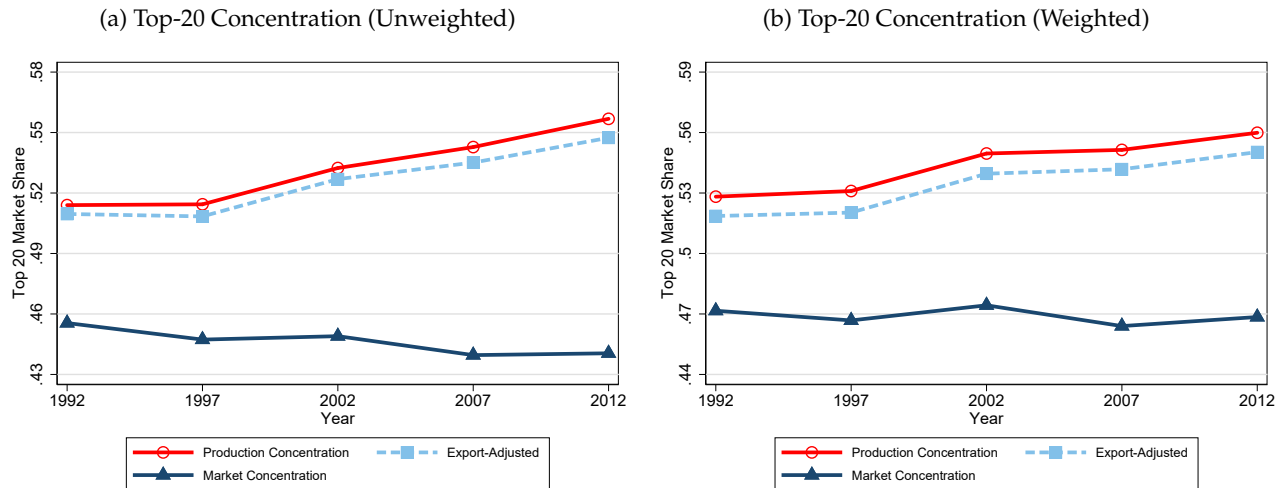 (a) Top-20 Concentration (Unweighted)
Top 20 Market Share
.58
.55
.52
.49
.46
.43
1992 1997 2002 2007 2012
Year
Production Concentration Export-Adjusted
Market Concentration
(b) Top-20 Concentration (Weighted)
Top 20 Market Share
.59
.56
.53
.5
.47
.44
1992 1997 2002 2007 2012
Year
Production Concentration Export-Adjusted
Market Concentration